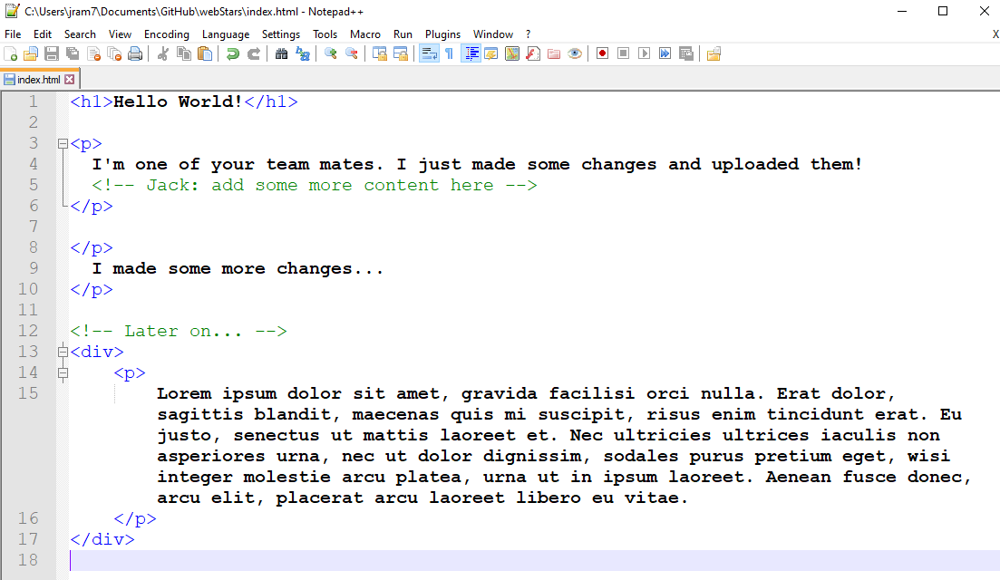 C:\Users\jram7\Documents\GitHub\webStars\index.html - Notepad++
File Edit Search View Encoding Language Settings Tools Macro Run Plugins Window ? X
index.html
1 <h1>Hello World!</h1>
2
3 <p>
4 I'm one of your team mates. I just made some changes and uploaded them!
5 <!-- Jack: add some more content here -->
6 </p>
7
8 </p>
9 I made some more changes...
10 </p>
11
12 <!-- Later on... -->
13 <div>
14 <p>
15 Lorem ipsum dolor sit amet, gravida facilisi orci nulla. Erat dolor,
sagittis blandit, maecenas quis mi suscipit, risus enim tincidunt erat. Eu
justo, senectus ut mattis laoreet et. Nec ultricies ultrices iaculis non
asperiores urna, nec ut dolor dignissim, sodales purus pretium eget, wisi
integer molestie arcu platea, urna ut in ipsum laoreet. Aenean fusce donec,
arcu elit, placerat arcu laoreet libero eu vitae.
16 </p>
17 </div>
18